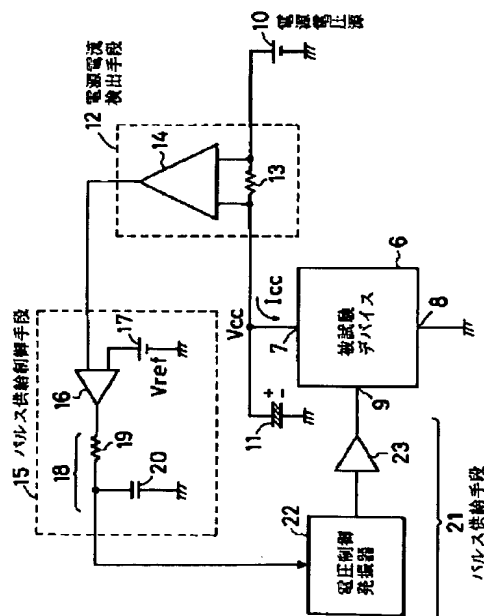 15 パルス供給制御手段
16
17
Vref
18
19
20
12 電源電流
検出手段
14
13
10 電源電圧源
Vcc
Icc
11
+
-
7
6
被試験
デバイス
8
9
23
22
電圧制御
発振器
21
パルス供給手段